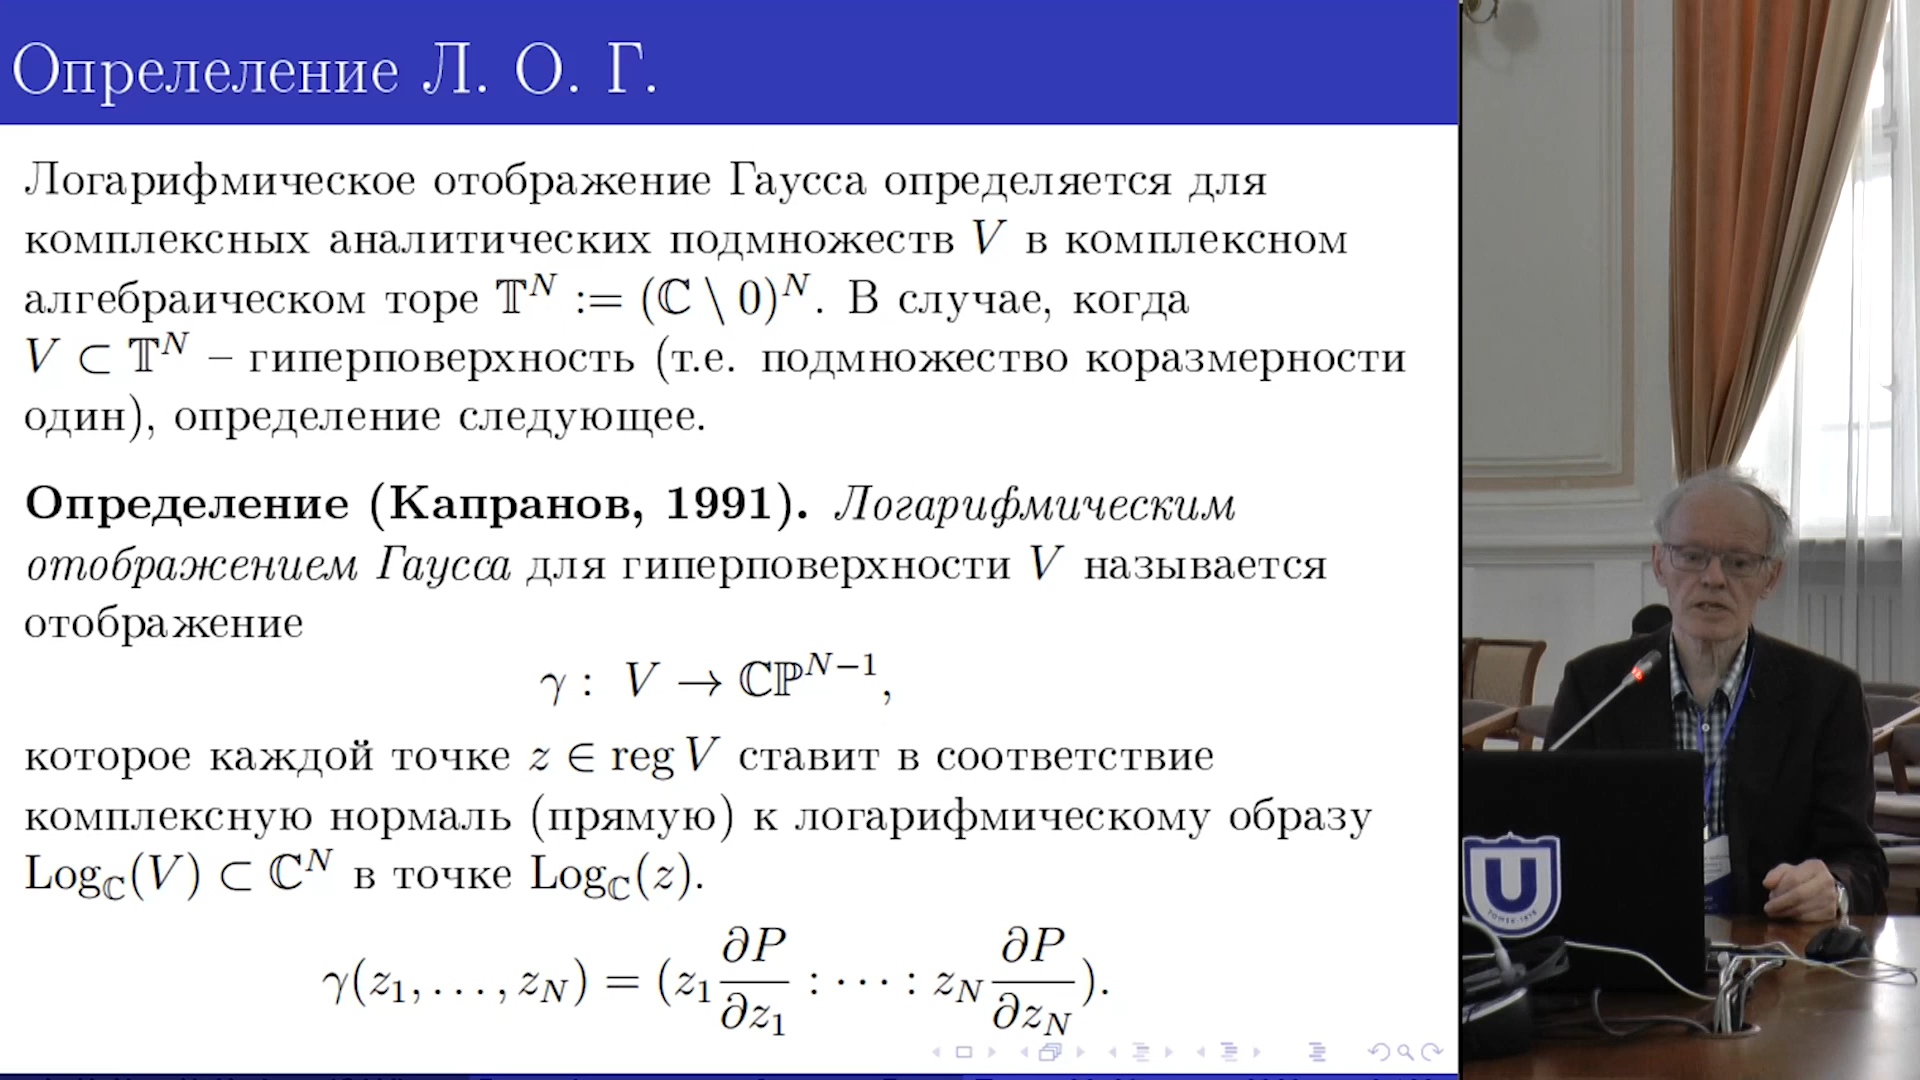 Опрелеление Л. О. Г.
Логарифмическое отображение Гаусса определяется для
комплексных аналитических подмножеств V в комплексном
алгебраическом торе 𝕋^N := (ℂ \ 0)^N. В случае, когда
V ⊂ 𝕋^N – гиперповерхность (т.е. подмножество коразмерности
один), определение следующее.
Определение (Капранов, 1991). Логарифмическим
отображением Гаусса для гиперповерхности V называется
отображение
γ : V → ℂℙ^{N−1},
которое каждой точке z ∈ reg V ставит в соответствие
комплексную нормаль (прямую) к логарифмическому образу
Log_ℂ(V) ⊂ ℂ^N в точке Log_ℂ(z).
γ(z_1, . . . , z_N) = (z_1 ∂P/∂z_1 : · · · : z_N ∂P/∂z_N).
U
ТОМСК·1878